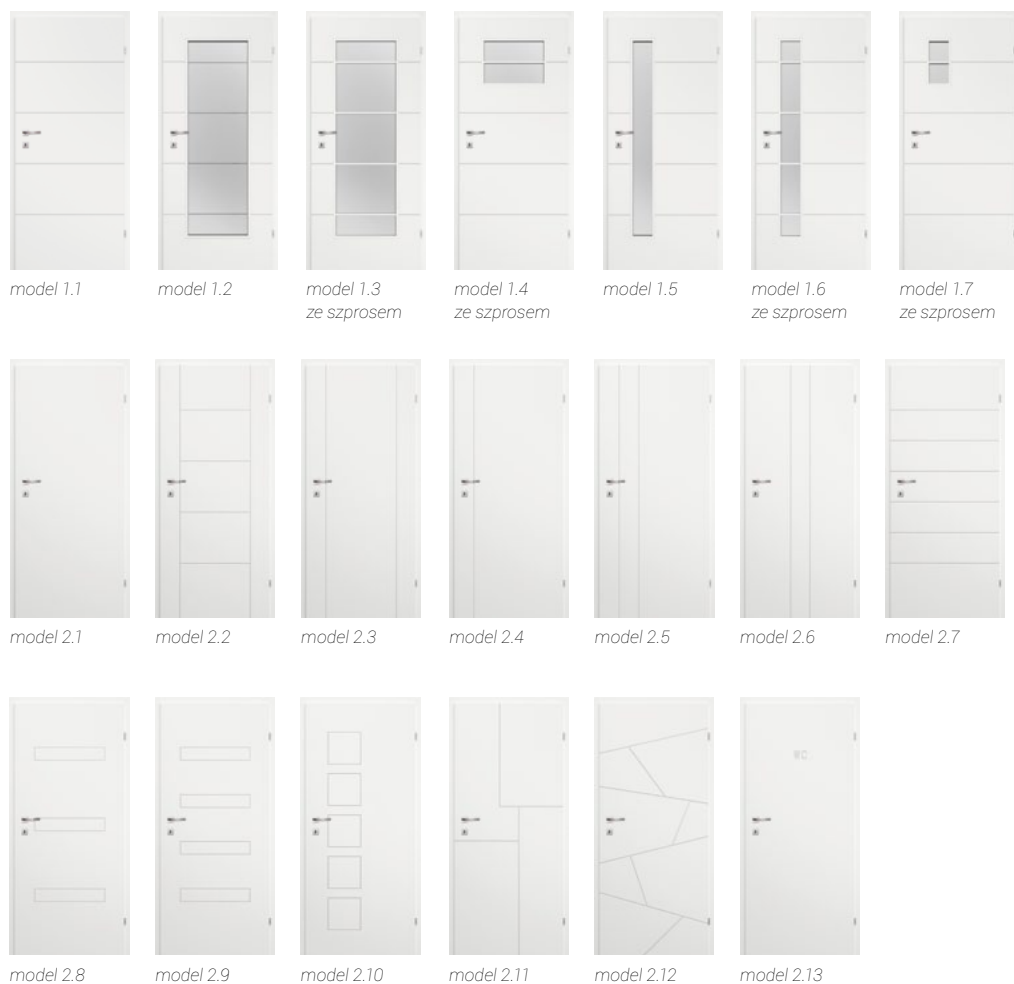 model 1.1
model 1.2
model 1.3
ze szprosem
model 1.4
ze szprosem
model 1.5
model 1.6
ze szprosem
model 1.7
ze szprosem
model 2.1
model 2.2
model 2.3
model 2.4
model 2.5
model 2.6
model 2.7
WC
model 2.8
model 2.9
model 2.10
model 2.11
model 2.12
model 2.13